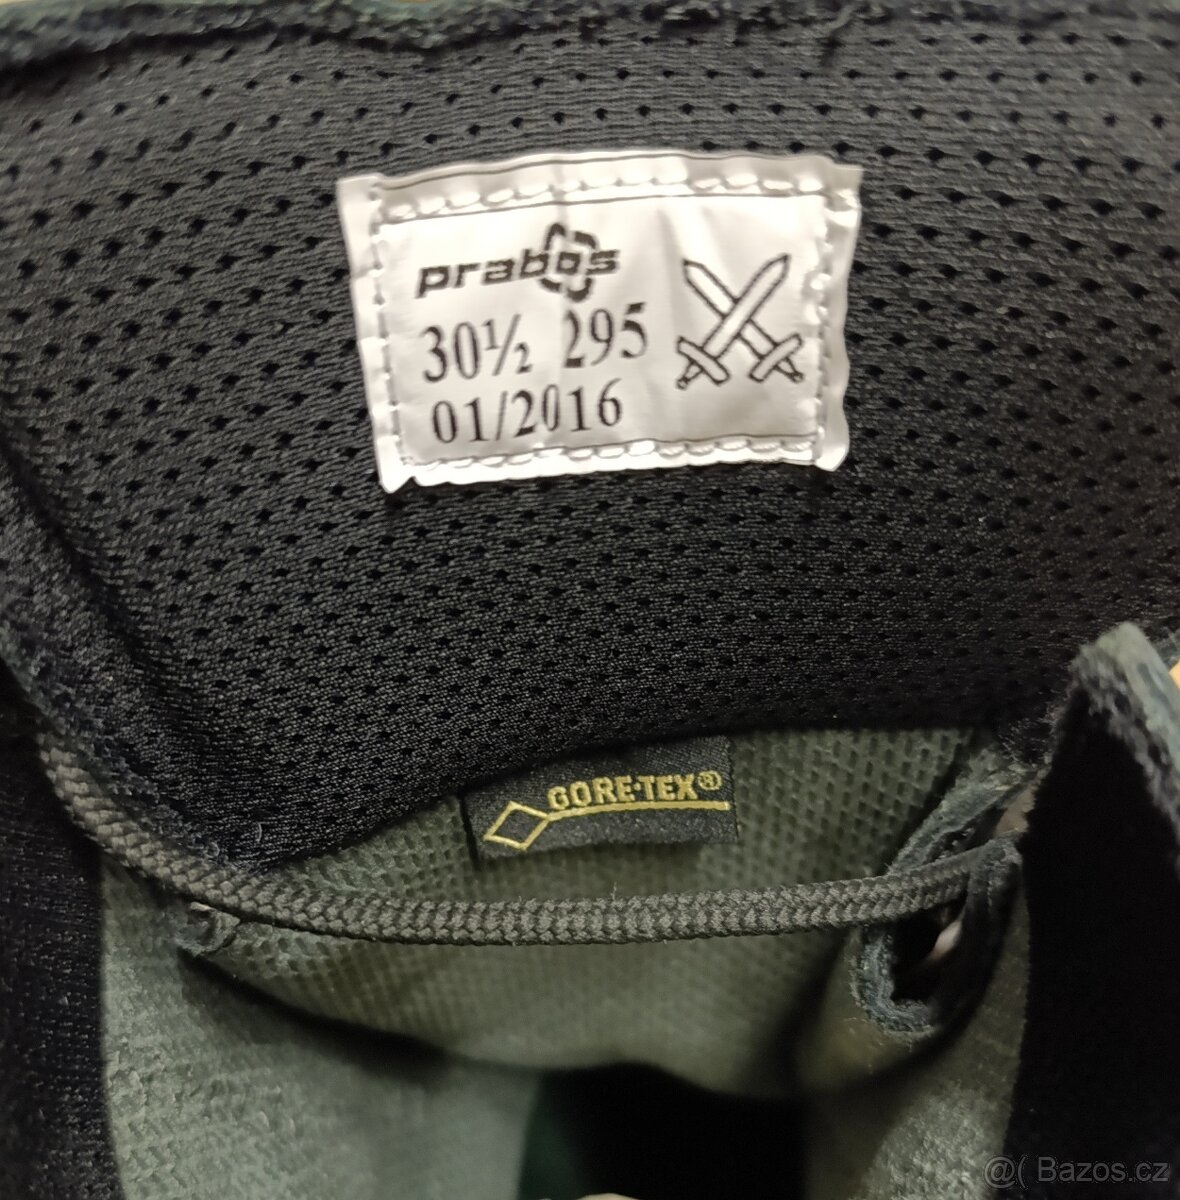 prabos
30½ 295
01/2016
GORE-TEX®
@( Bazos.cz